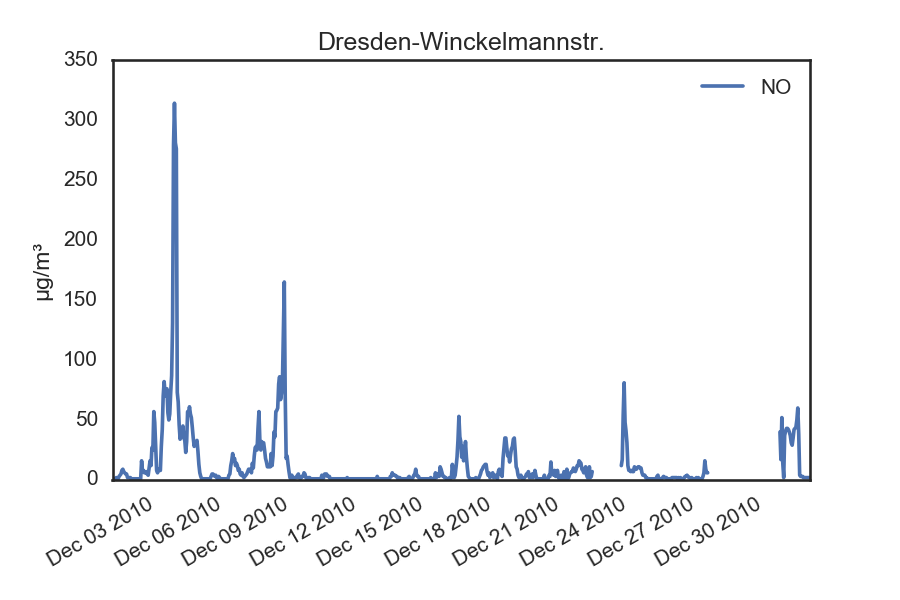 Dresden-Winckelmannstr.
NO
µg/m³
350
300
250
200
150
100
50
0
Dec 03 2010
Dec 06 2010
Dec 09 2010
Dec 12 2010
Dec 15 2010
Dec 18 2010
Dec 21 2010
Dec 24 2010
Dec 27 2010
Dec 30 2010